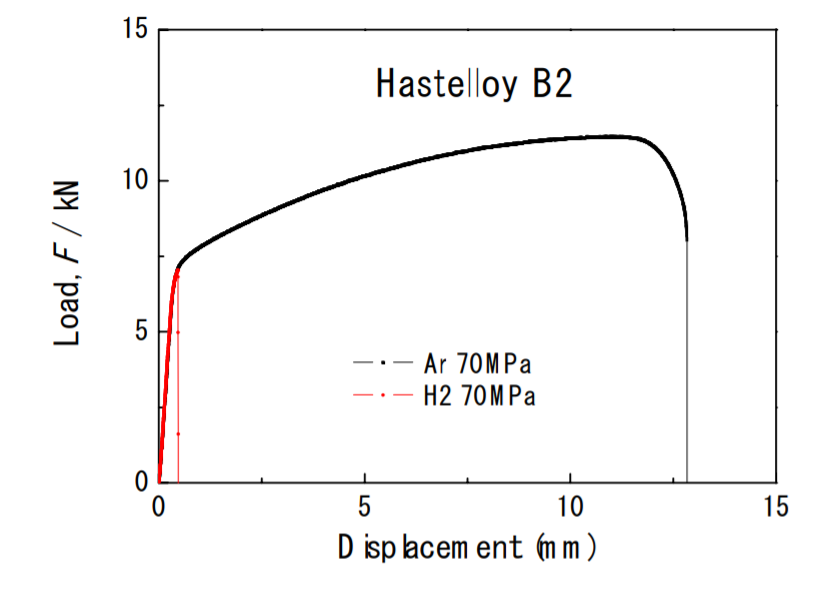 Hastelloy B2
15
10
5
0
Load, F / kN
Ar 70MPa
H2 70MPa
0 5 10 15
Displacement (mm)